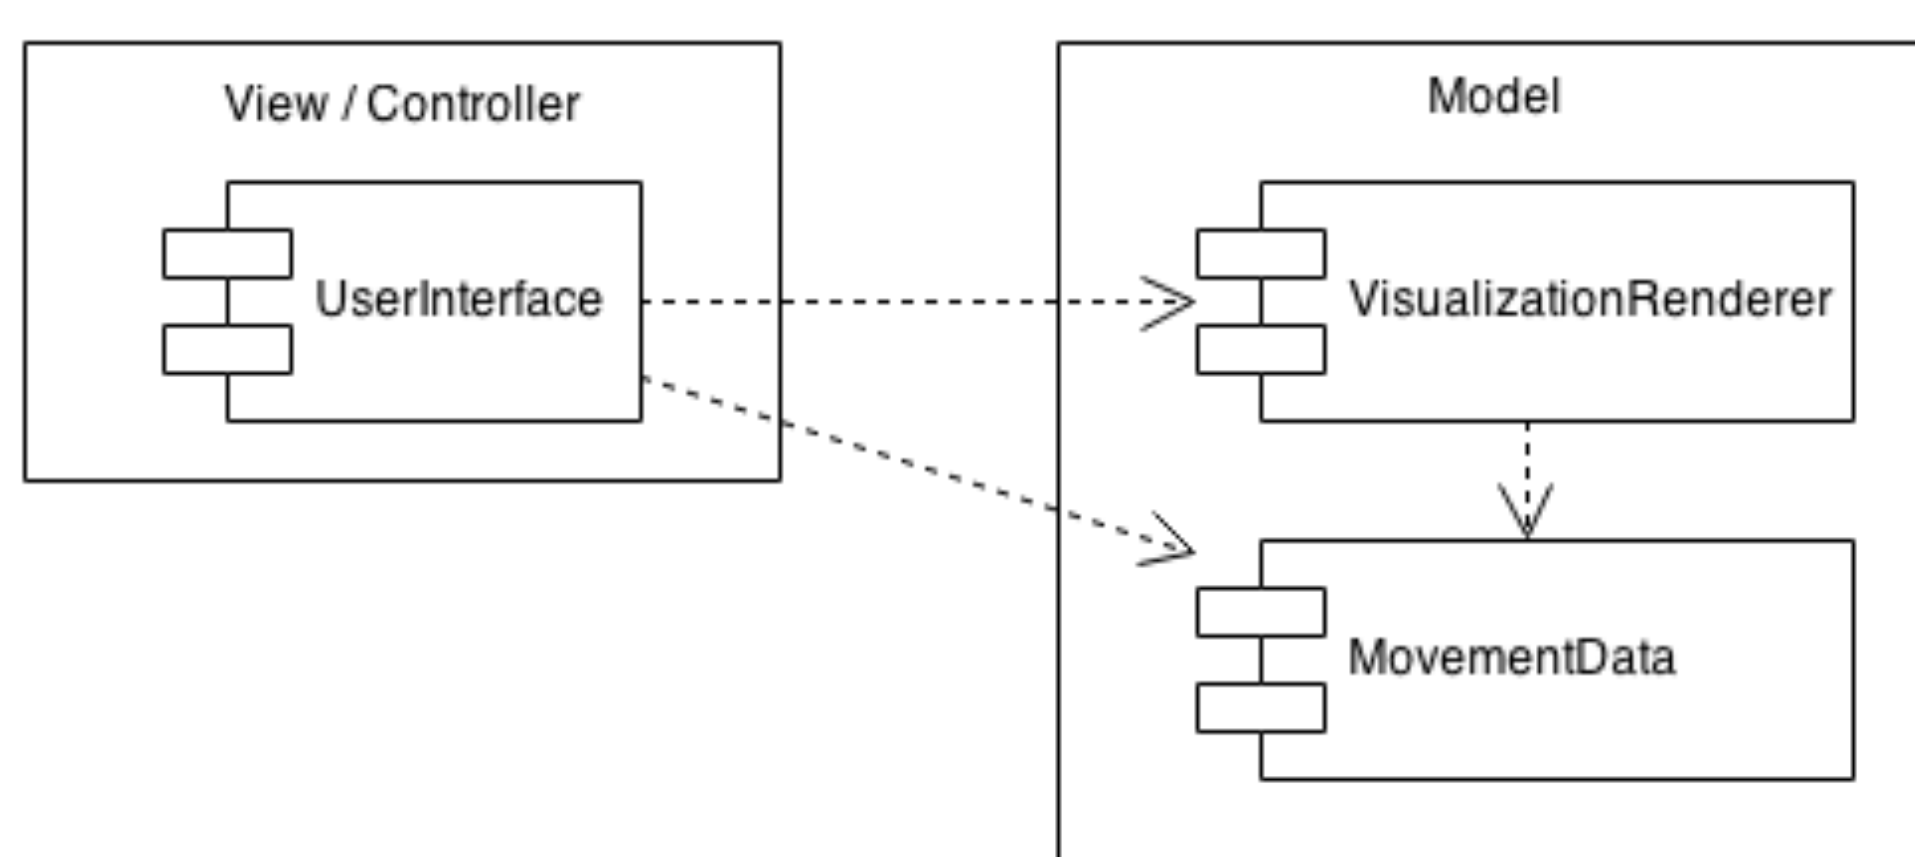 View / Controller
UserInterface
Model
VisualizationRenderer
MovementData